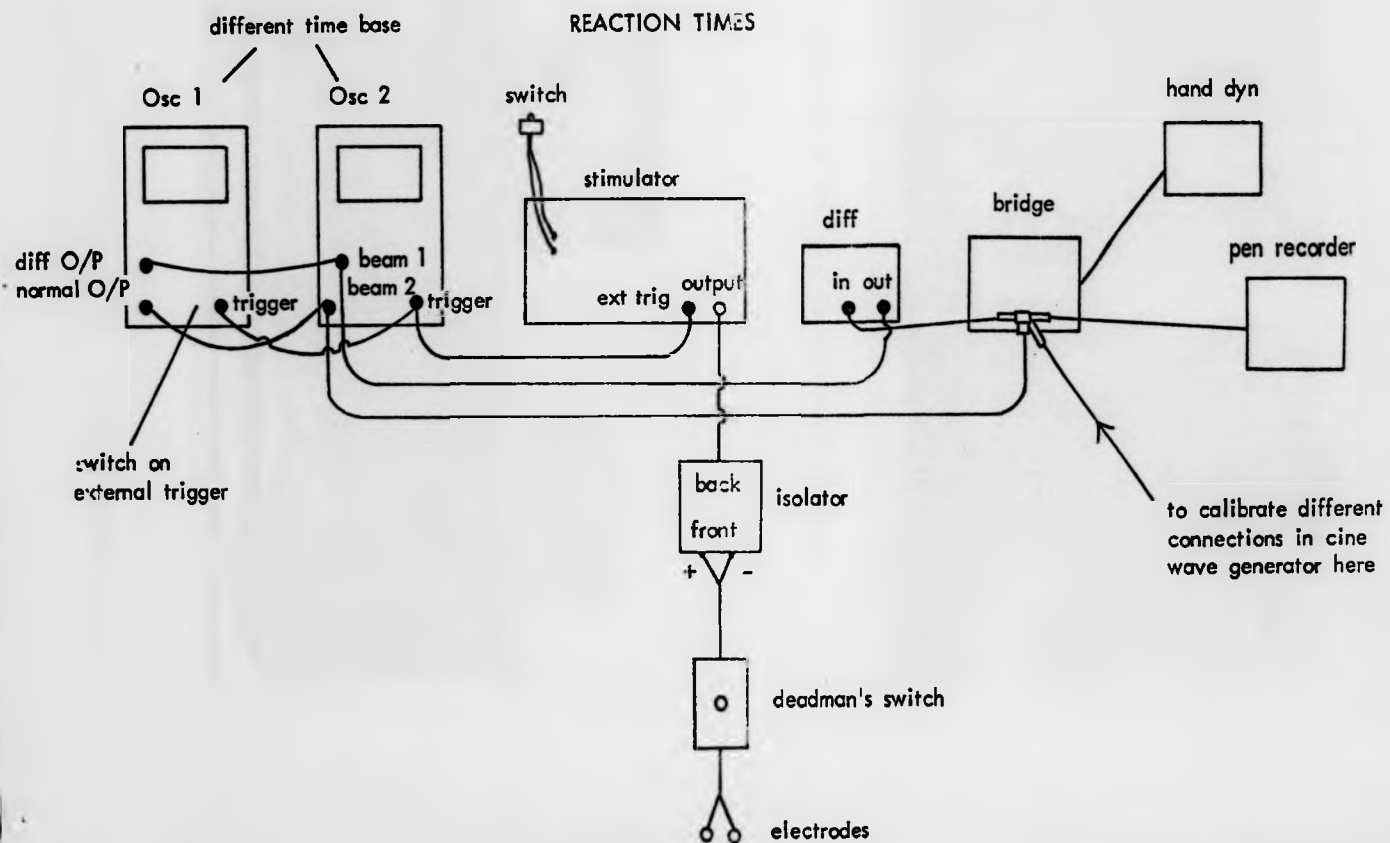 REACTION TIMES
different time base
Osc 1
Osc 2
switch
hand dyn
stimulator
bridge
diff
pen recorder
diff O/P
normal O/P
trigger
beam 1
beam 2
trigger
ext trig
output
in out
switch on
external trigger
back
front
isolator
+ -
to calibrate different
connections in cine
wave generator here
deadman's switch
electrodes